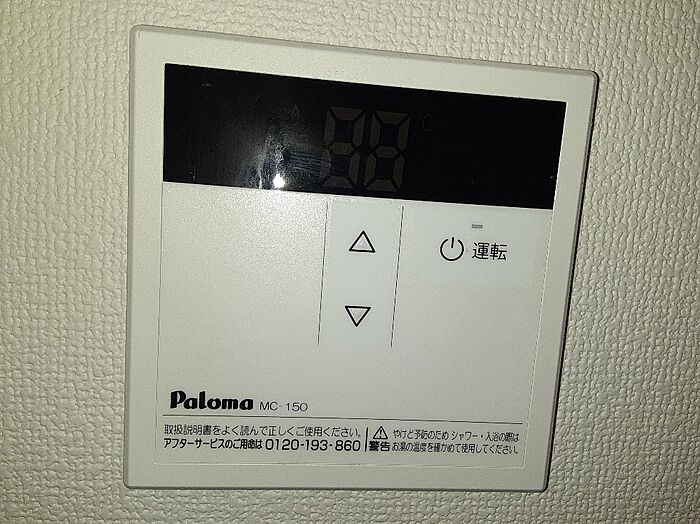 88 ℃
運転
Paloma MC-150
取扱説明書をよく読んで正しくご使用ください。
アフターサービスのご用命は 0120-193-860
警告 やけど予防のため シャワー・入浴の際は
お湯の温度を確かめて使用してください。